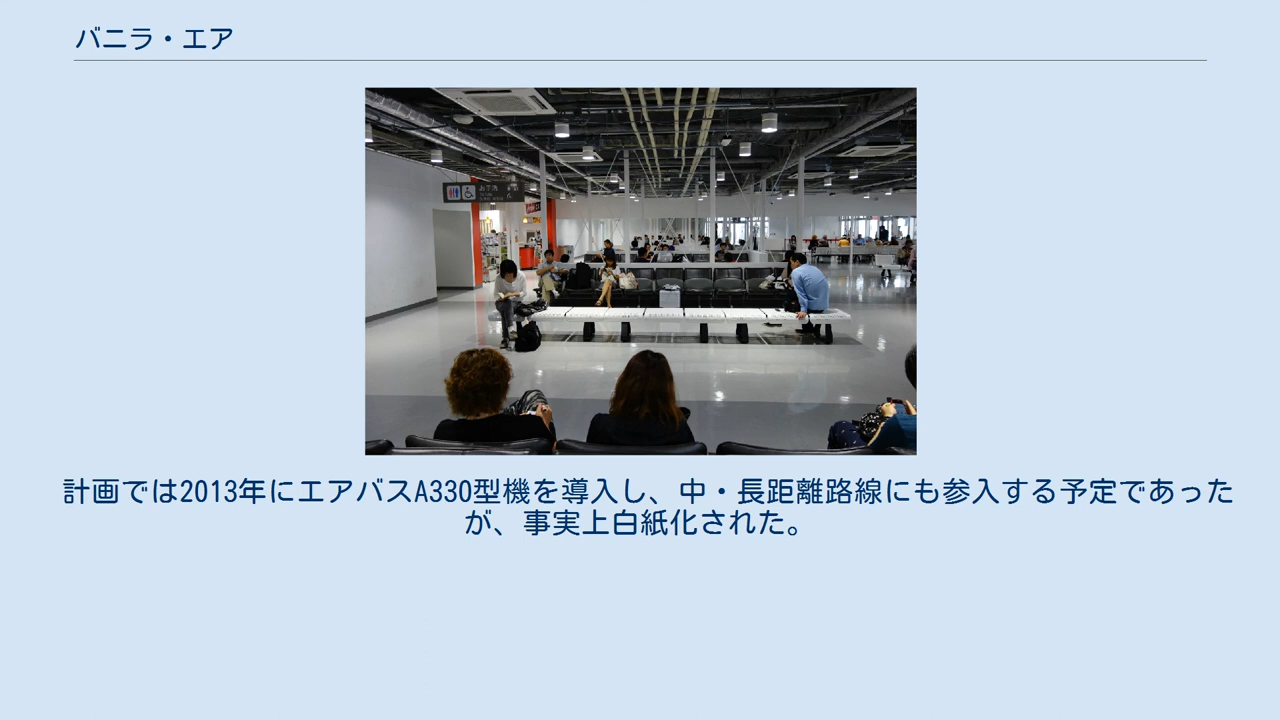 バニラ・エア
お手洗
計画では2013年にエアバスA330型機を導入し、中・長距離路線にも参入する予定であった
が、事実上白紙化された。